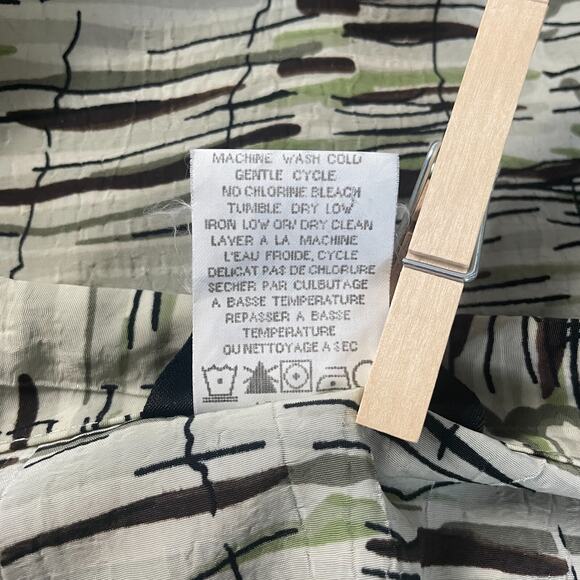 MACHINE WASH COLD
GENTLE CYCLE
NO CHLORINE BLEACH
TUMBLE DRY LOW
IRON LOW OR/ DRY CLEAN
LAVER À LA MACHINE
L'EAU FROIDE, CYCLE
DELICAT PAS DE CHLORURE
SECHER PAR CULBUTAGE
A BASSE TEMPERATURE
REPASSER A BASSE
TEMPERATURE
OU NETTOYAGE A SEC